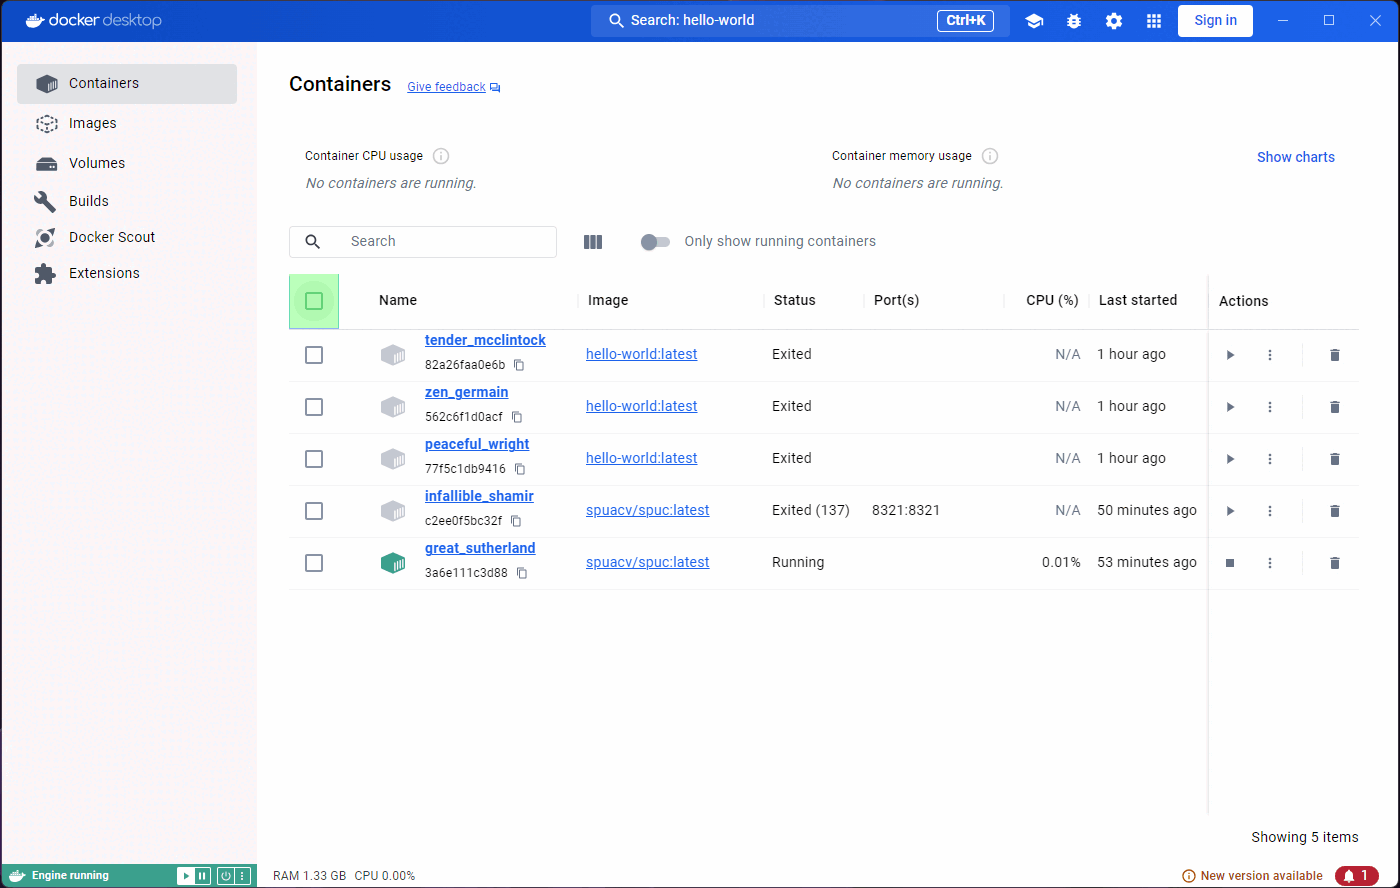 docker desktop
Search: hello-world
Ctrl+K
Sign in
Containers
Images
Volumes
Builds
Docker Scout
Extensions
Containers
Give feedback
Container CPU usage
No containers are running.
Container memory usage
No containers are running.
Show charts
Search
Only show running containers
Name Image Status Port(s) CPU (%) Last started Actions
tender_mcclintock
82a26faa0e6b
hello-world:latest Exited N/A 1 hour ago
zen_germain
562c6f1d0acf
hello-world:latest Exited N/A 1 hour ago
peaceful_wright
77f5c1db9416
hello-world:latest Exited N/A 1 hour ago
infallible_shamir
c2ee0f5bc32f
spuacv/spuc:latest Exited (137) 8321:8321 N/A 50 minutes ago
great_sutherland
3a6e111c3d88
spuacv/spuc:latest Running 0.01% 53 minutes ago
Showing 5 items
Engine running
RAM 1.33 GB CPU 0.00%
New version available
1